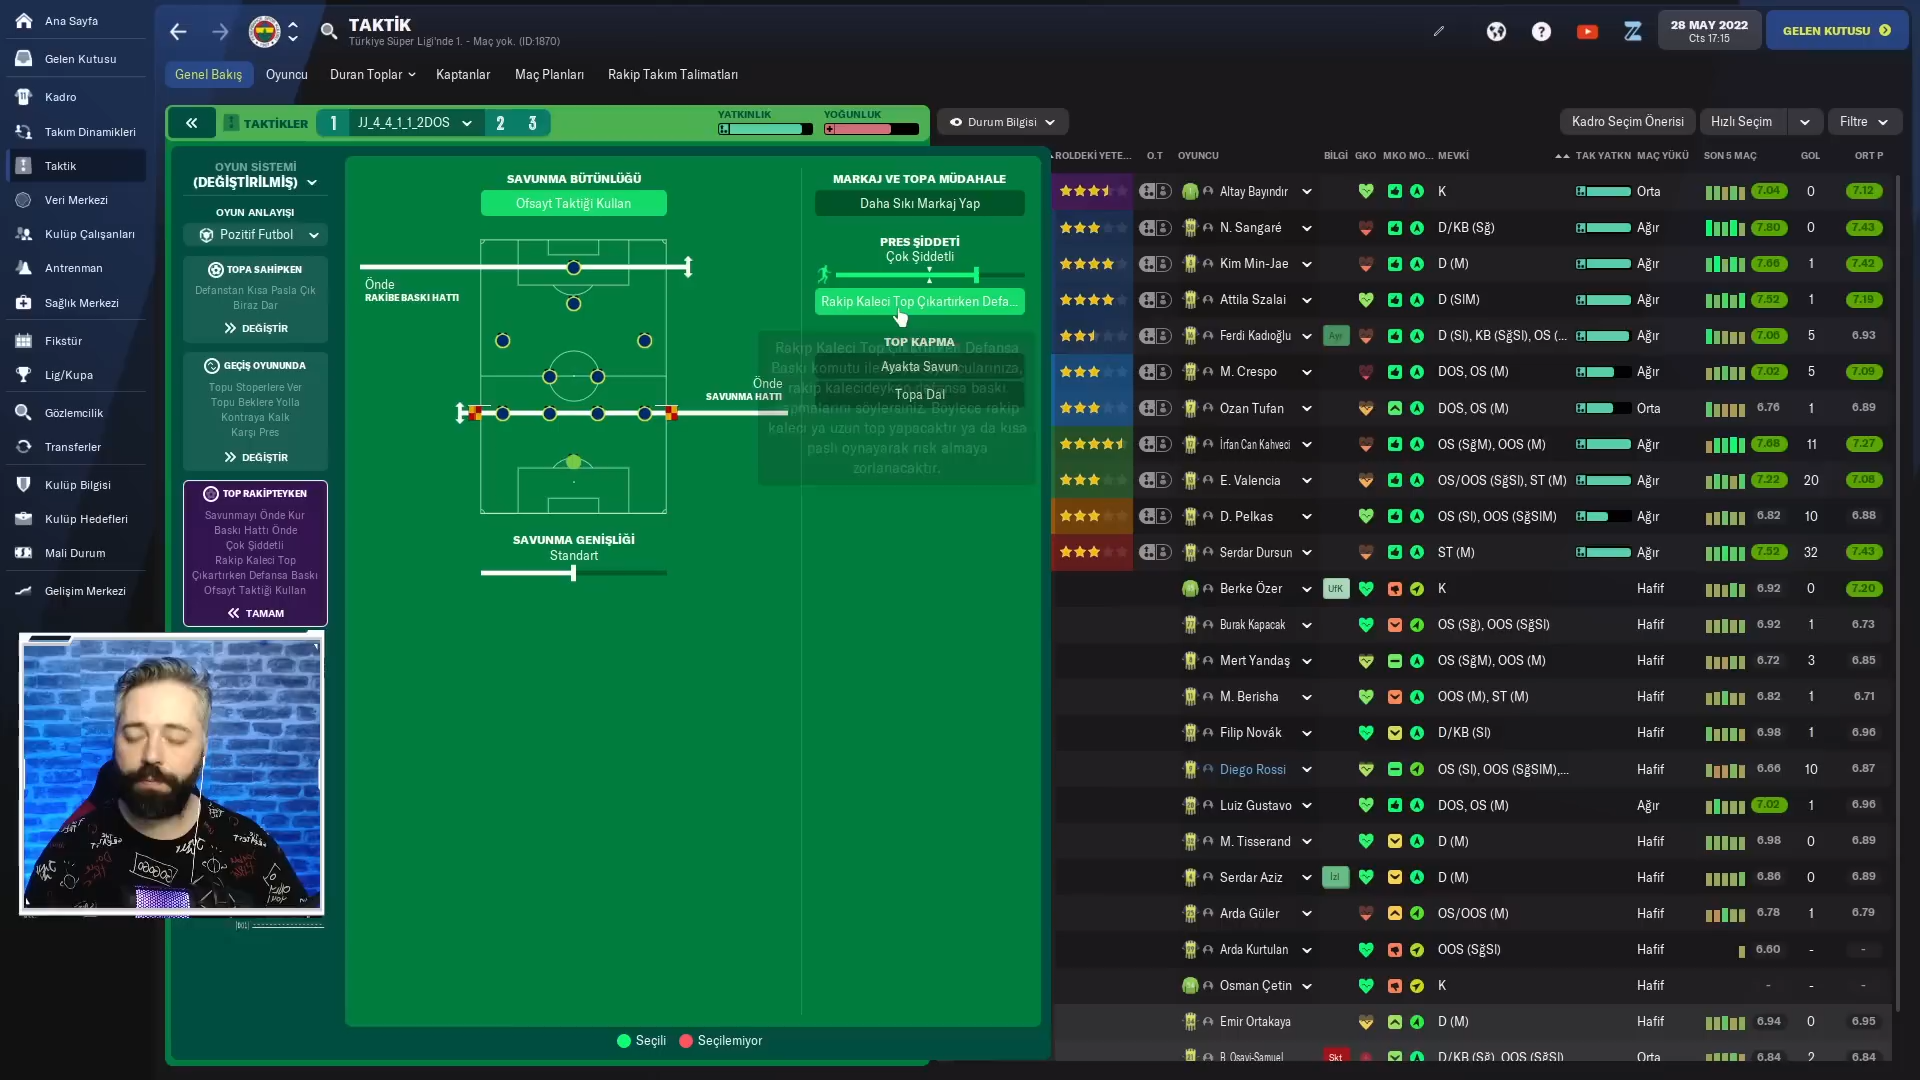 Ana Sayfa
Gelen Kutusu
Kadro
Takım Dinamikleri
Taktik
Veri Merkezi
Kulüp Çalışanları
Antrenman
Sağlık Merkezi
Fikstür
Lig/Kupa
Gözlemcilik
Transferler
Kulüp Bilgisi
Kulüp Hedefleri
Mali Durum
Gelişim Merkezi
TAKTİK
Türkiye Süper Ligi'nde 1. - Maç yok. (ID:1870)
28 MAY 2022
Cts 17:15
GELEN KUTUSU
Genel Bakış
Oyuncu
Duran Toplar
Kaptanlar
Maç Planları
Rakip Takım Talimatları
TAKTİKLER
1
JJ_4_4_1_1_2DOS
2
3
YATKINLIK
YOĞUNLUK
Durum Bilgisi
Kadro Seçim Önerisi
Hızlı Seçim
Filtre
OYUN SİSTEMİ
(DEĞİŞTİRİLMİŞ)
OYUN ANLAYIŞI
Pozitif Futbol
TOPA SAHİPKEN
Defanstan Kısa Pasla Çık
Biraz Dar
DEĞİŞTİR
GEÇİŞ OYUNUNDA
Topu Stoperlere Ver
Topu Beklere Yolla
Kontraya Kalk
Karşı Pres
DEĞİŞTİR
TOP RAKİPTEYKEN
Savunmayı Önde Kur
Baskı Hattı Önde
Çok Şiddetli
Rakip Kaleci Top
Çıkartırken Defansa Baskı
Ofsayt Taktiği Kullan
TAMAM
SAVUNMA BÜTÜNLÜĞÜ
Ofsayt Taktiği Kullan
Önde
RAKİBE BASKI HATTI
Önde
SAVUNMA HATTI
SAVUNMA GENİŞLİĞİ
Standart
MARKAJ VE TOPA MÜDAHALE
Daha Sıkı Markaj Yap
PRES ŞİDDETİ
Çok Şiddetli
Rakip Kaleci Top Çıkartırken Defa...
TOP KAPMA
Ayakta Savun
Topa Dal
Seçili
Seçilemiyor
ROLDEKİ YETE... O.T OYUNCU BİLGİ GKO MKO MO... MEVKİ TAK YATKN MAÇ YÜKÜ SON 5 MAÇ GOL ORT P
Altay Bayındır K Orta 7.04 0 7.12
N. Sangaré D/KB (Sğ) Ağır 7.80 0 7.43
Kim Min-Jae D (M) Ağır 7.66 1 7.42
Attila Szalai D (SlM) Ağır 7.52 1 7.19
Ferdi Kadıoğlu D (Sl), KB (SğSl), OS (... Ağır 7.06 5 6.93
M. Crespo DOS, OS (M) Ağır 7.02 5 7.09
Ozan Tufan DOS, OS (M) Orta 6.76 1 6.89
İrfan Can Kahveci OS (SğM), OOS (M) Ağır 7.68 11 7.27
E. Valencia OS/OOS (SğSl), ST (M) Ağır 7.22 20 7.08
D. Pelkas OS (Sl), OOS (SğSlM) Ağır 6.82 10 6.88
Serdar Dursun ST (M) Ağır 7.52 32 7.43
Berke Özer UfK K Hafif 6.92 0 7.20
Burak Kapacak OS (Sğ), OOS (SğSl) Hafif 6.92 1 6.73
Mert Yandaş OS (SğM), OOS (M) Hafif 6.72 3 6.85
M. Berisha OOS (M), ST (M) Hafif 6.82 1 6.71
Filip Novák D/KB (Sl) Hafif 6.98 1 6.96
Diego Rossi OS (Sl), OOS (SğSlM),... Hafif 6.66 10 6.87
Luiz Gustavo DOS, OS (M) Ağır 7.02 1 6.96
M. Tisserand D (M) Hafif 6.98 0 6.89
Serdar Aziz İzl D (M) Hafif 6.86 0 6.89
Arda Güler OS/OOS (M) Hafif 6.78 1 6.79
Arda Kurtulan OOS (SğSl) Hafif 6.60 - -
Osman Çetin K Hafif - - -
Emir Ortakaya D (M) Hafif 6.94 0 6.95
B. Osayi-Samuel Skt D/KB (Sğ), OOS (SğSl) Orta 6.84 2 6.84